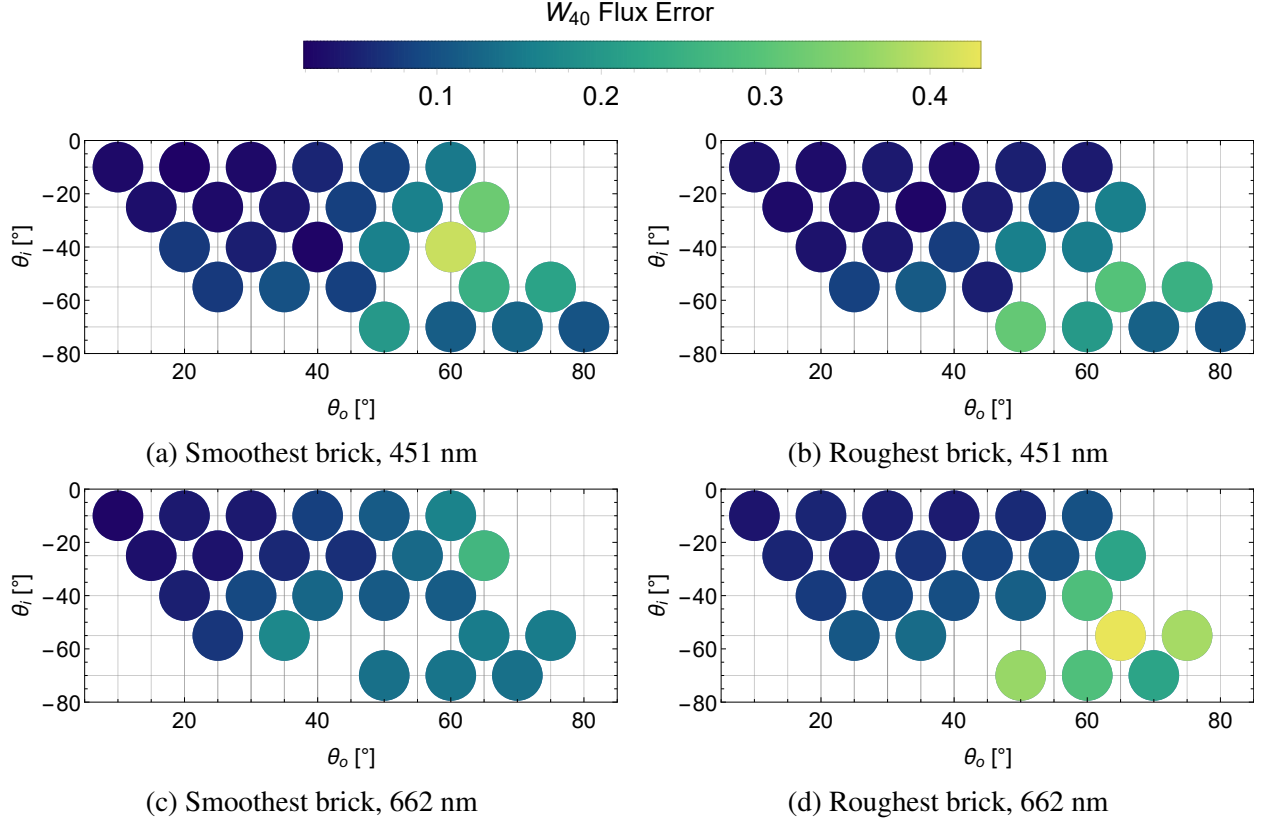 W40 Flux Error
0.1 0.2 0.3 0.4
0
−20
−40
−60
−80
θi [°]
20 40 60 80
θo [°]
(a) Smoothest brick, 451 nm
0
−20
−40
−60
−80
θi [°]
20 40 60 80
θo [°]
(b) Roughest brick, 451 nm
0
−20
−40
−60
−80
θi [°]
20 40 60 80
θo [°]
(c) Smoothest brick, 662 nm
0
−20
−40
−60
−80
θi [°]
20 40 60 80
θo [°]
(d) Roughest brick, 662 nm